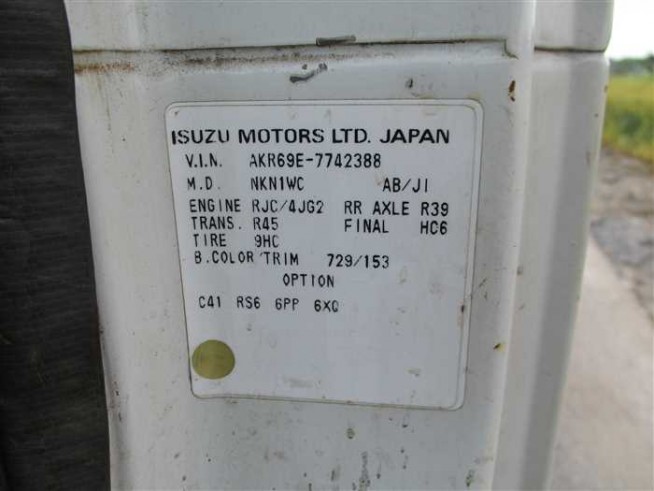 ISUZU MOTORS LTD. JAPAN
V.I.N. AKR69E-7742388
M.D. NKN1WC AB/JI
ENGINE RJC/4JG2 RR AXLE R39
TRANS. R45 FINAL HC6
TIRE 9HC
B.COLOR TRIM 729/153
OPTION
C41 RS6 6PP